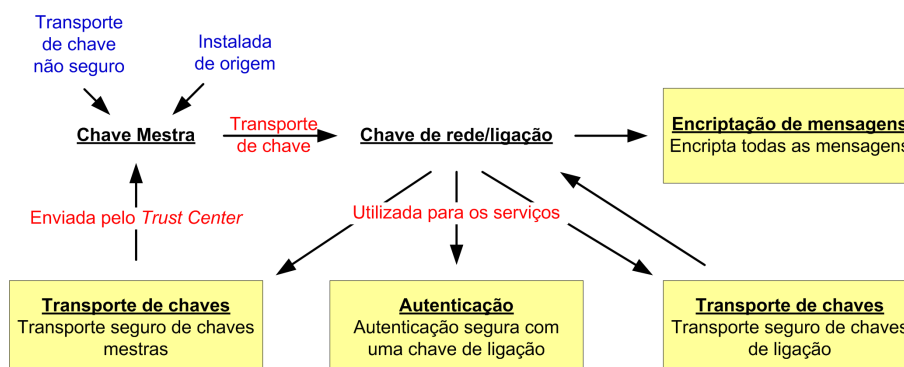 Transporte
de chave
não seguro
Instalada
de origem
Chave Mestra
Transporte
de chave
Chave de rede/ligação
Encriptação de mensagens
Encripta todas as mensagens
Enviada pelo Trust Center
Utilizada para os serviços
Transporte de chaves
Transporte seguro de chaves
mestras
Autenticação
Autenticação segura com
uma chave de ligação
Transporte de chaves
Transporte seguro de chaves
de ligação